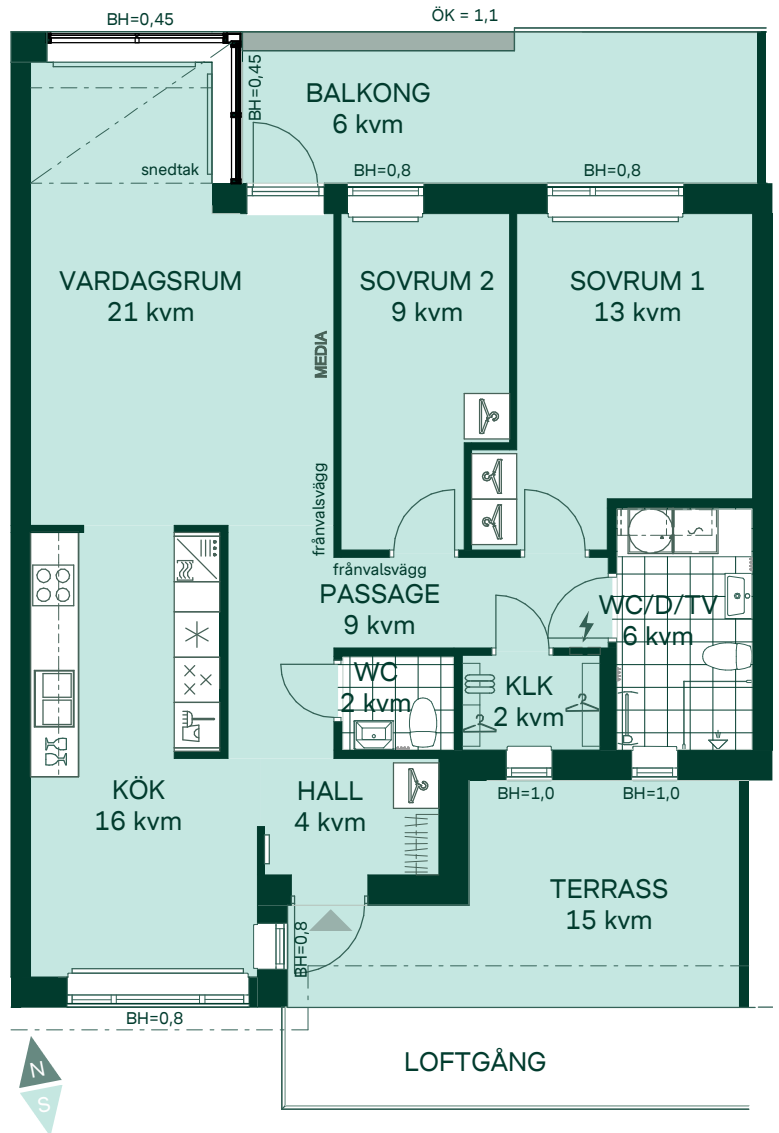 BH=0,45
ÖK = 1,1
BH=0,45
BALKONG
6 kvm
snedtak
BH=0,8
BH=0,8
VARDAGSRUM
21 kvm
SOVRUM 2
9 kvm
SOVRUM 1
13 kvm
MEDIA
frånvalsvägg
frånvalsvägg
PASSAGE
9 kvm
WC/D/TV
6 kvm
WC
2 kvm
KLK
2 kvm
KÖK
16 kvm
HALL
4 kvm
BH=1,0
BH=1,0
TERRASS
15 kvm
BH=0,8
BH=0,8
LOFTGÅNG
N
S